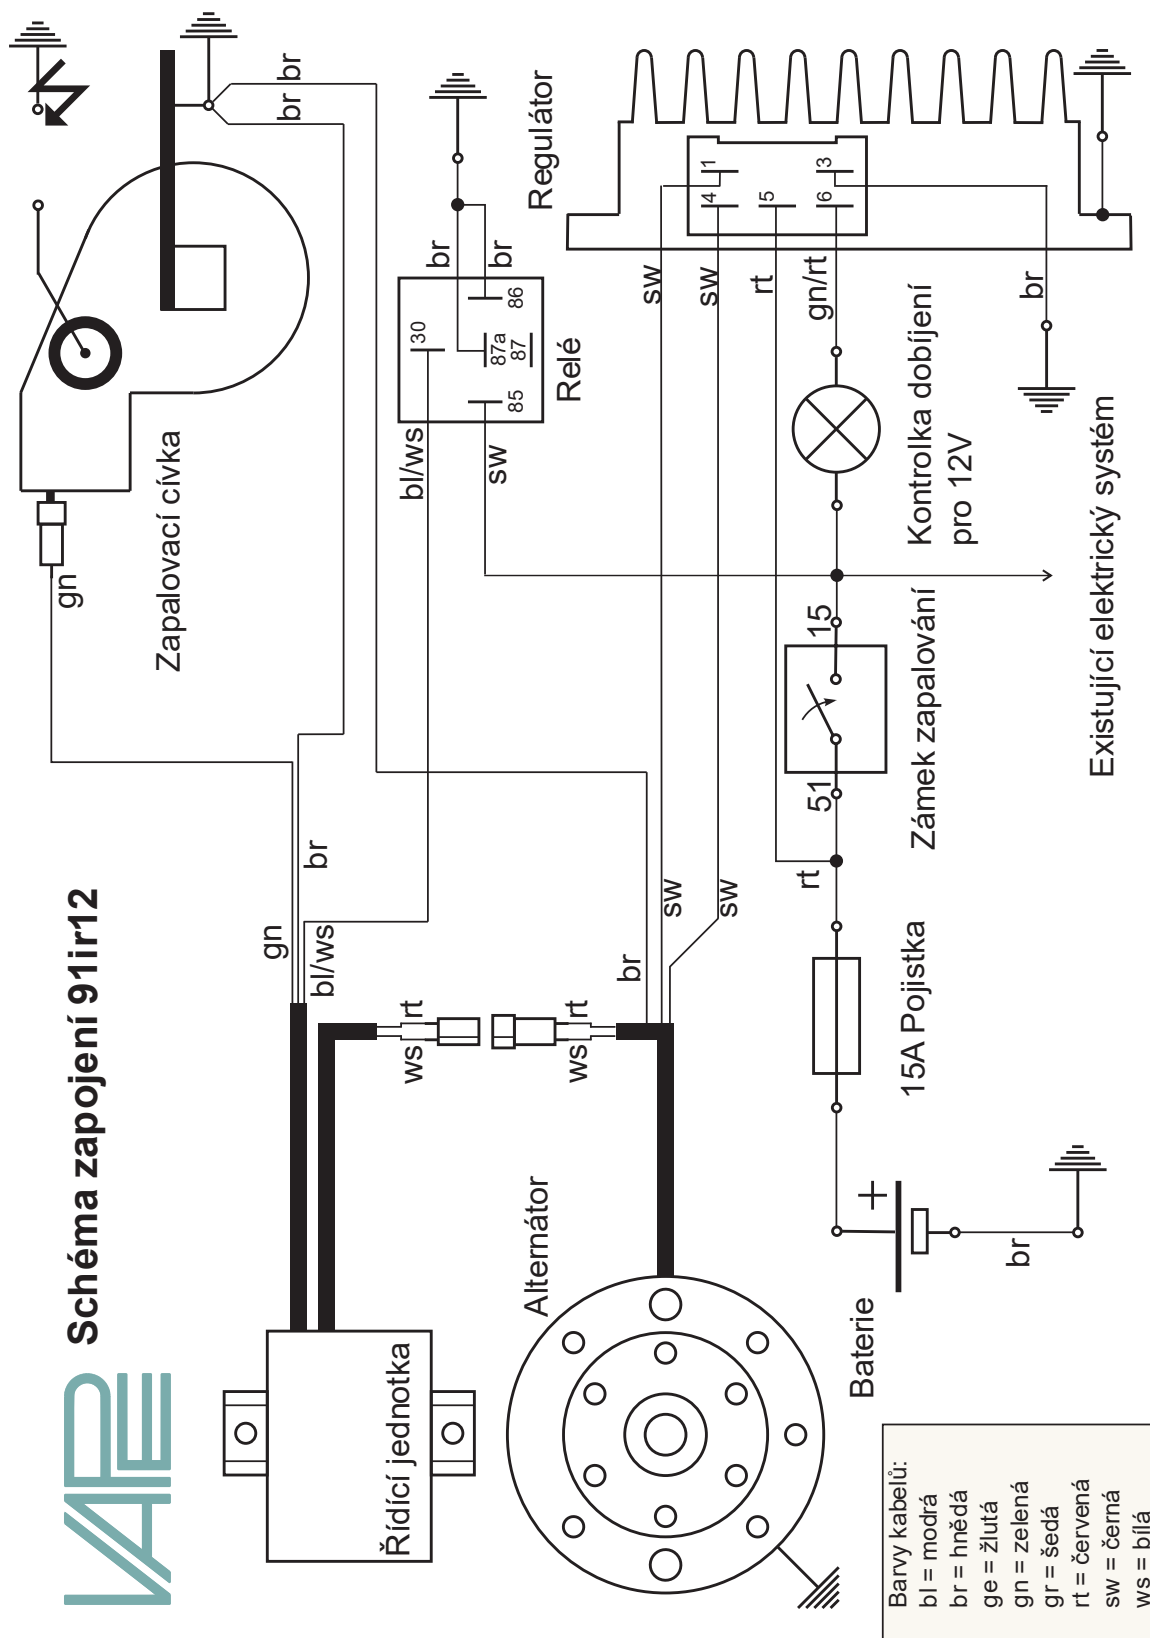 VAPE
Schéma zapojení 91ir12
Zapalovací cívka
gn
br
br
gn
br
bl/ws
Řídící jednotka
ws
rt
ws
rt
br
sw
sw
Alternátor
Relé
30
87a
87
86
85
br
br
bl/ws
sw
Regulátor
1
4
5
3
6
sw
sw
rt
gn/rt
br
Kontrolka dobíjení
pro 12V
Existující elektrický systém
Zámek zapalování
15
51
rt
15A Pojistka
Baterie
+
br
Barvy kabelů:
bl = modrá
br = hnědá
ge = žlutá
gn = zelená
gr = šedá
rt = červená
sw = černá
ws = bílá